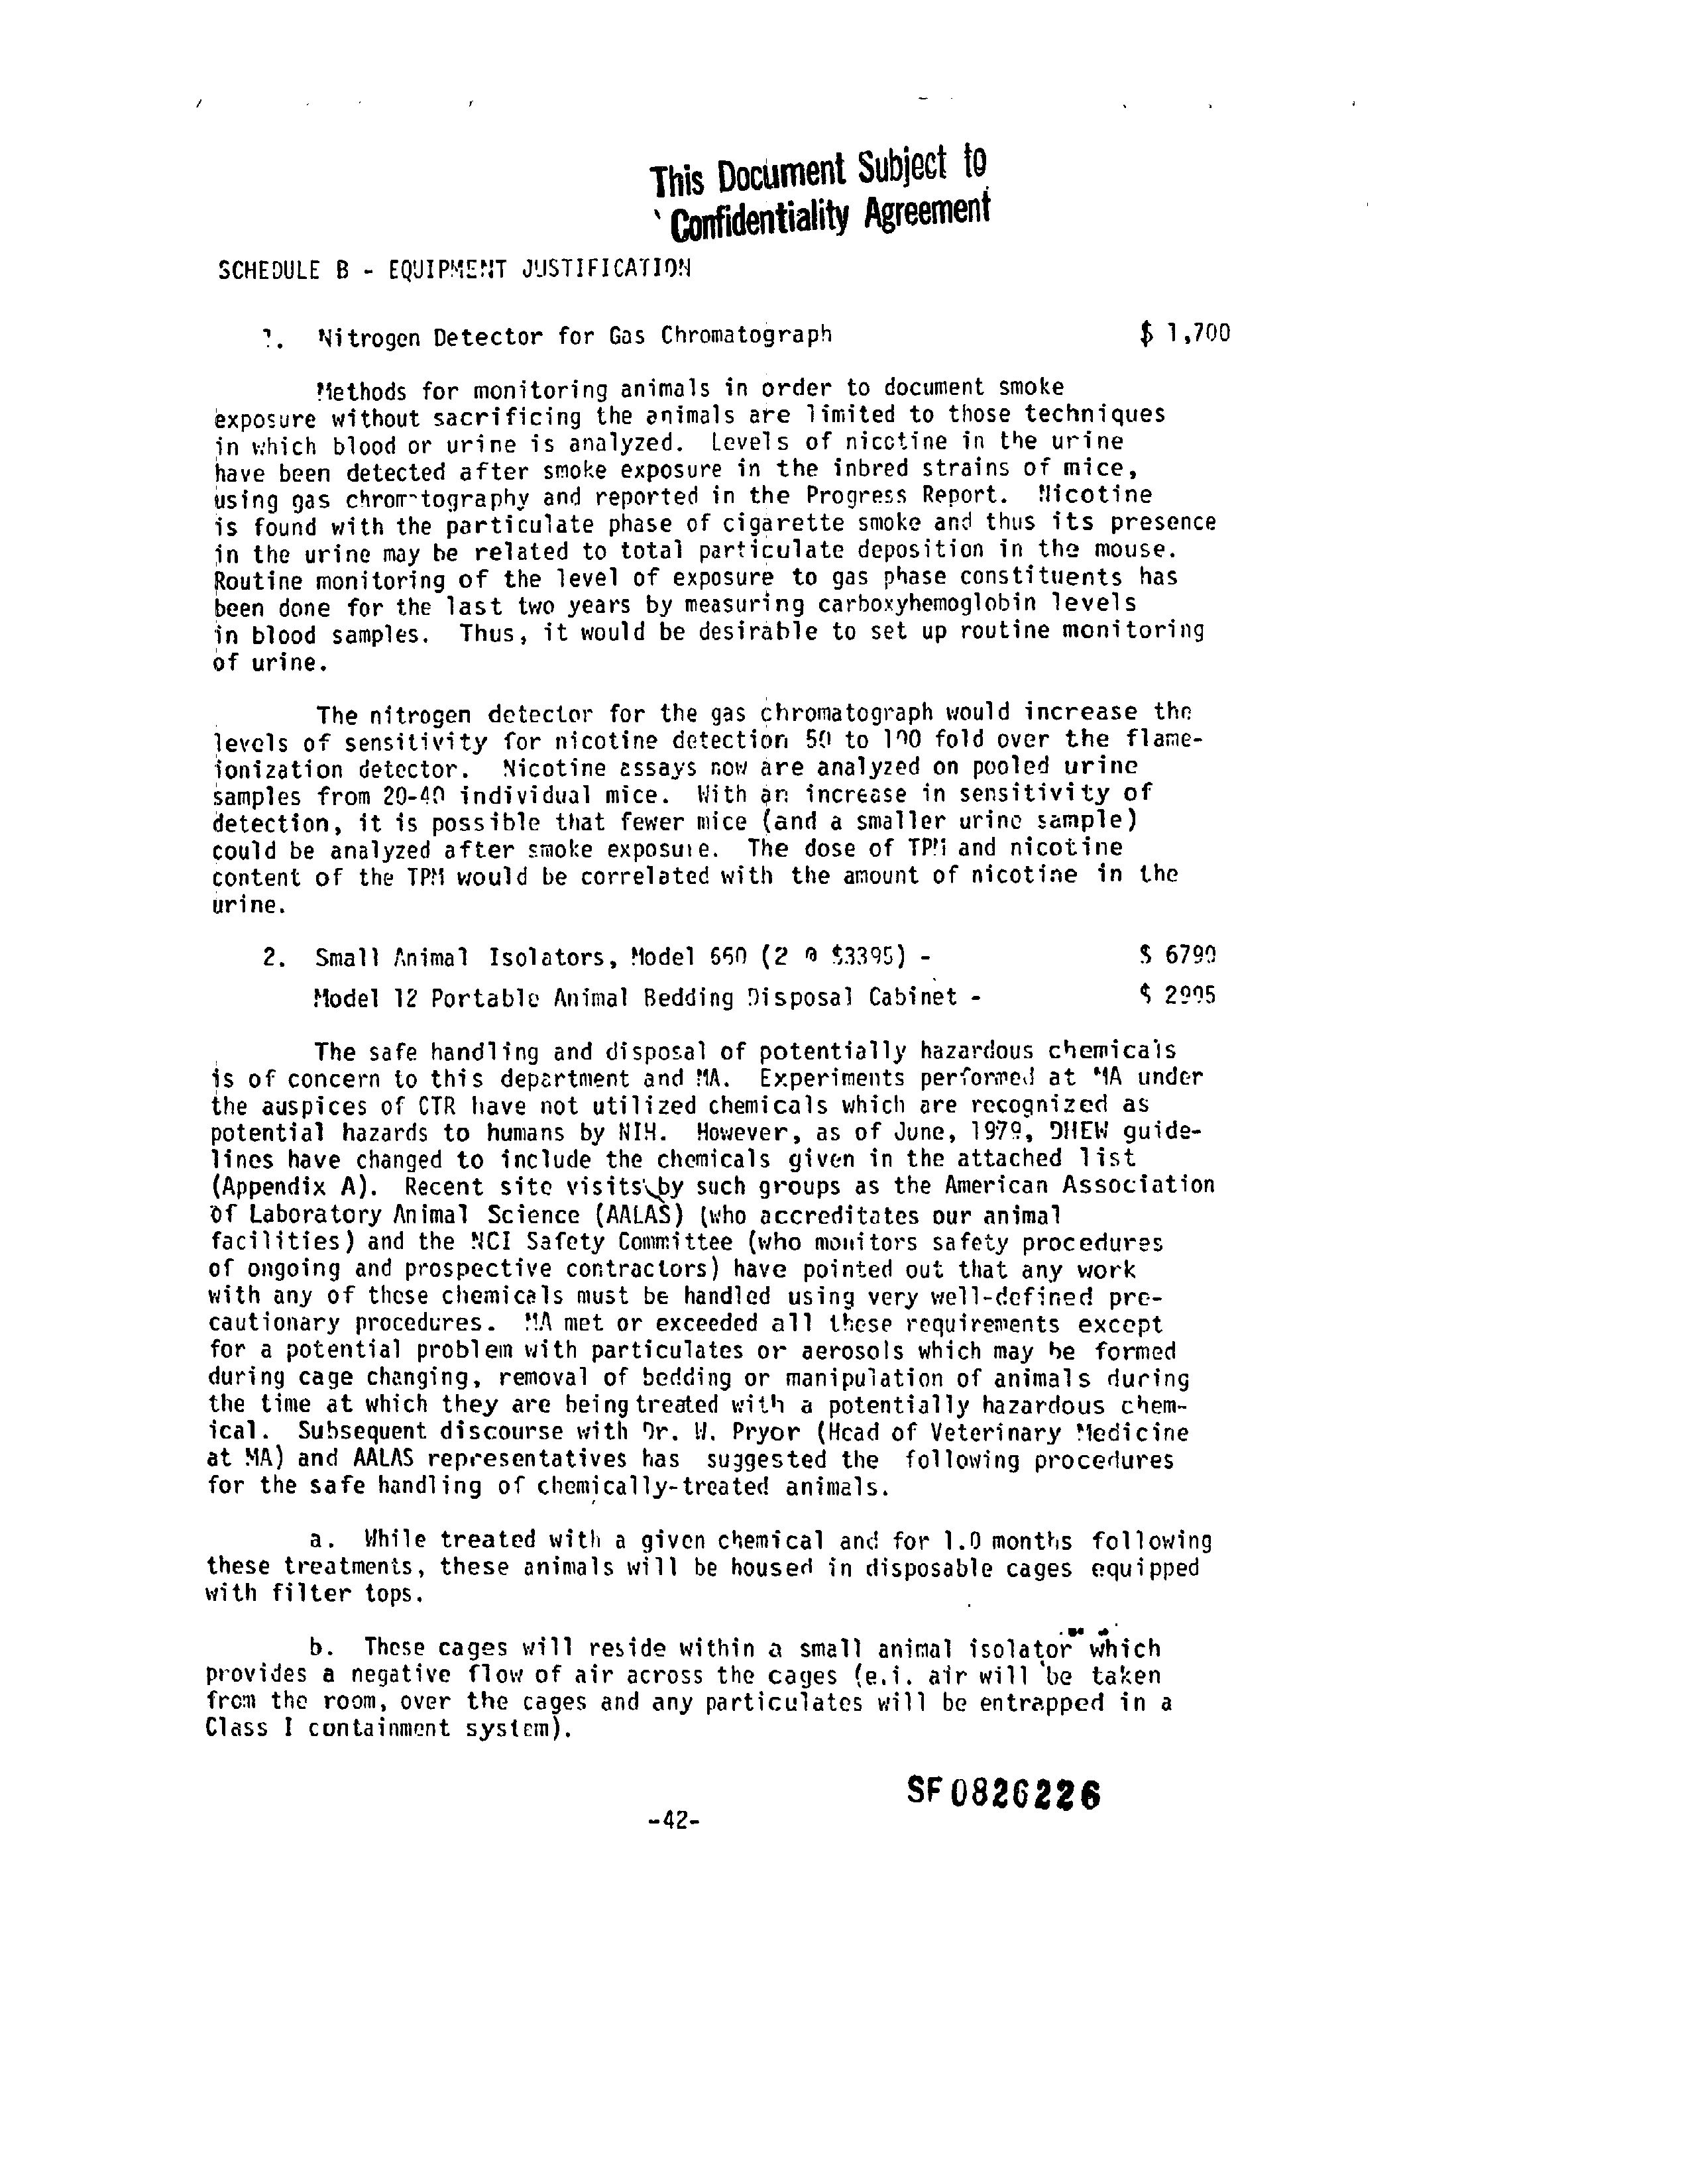 This Document Subject to
Confidentiality Agreement
SCHEDULE B - EQUIPMENT JUSTIFICATION
1. Nitrogen Detector for Gas Chromatograph $ 1,700
Methods for monitoring animals in order to document smoke
exposure without sacrificing the animals are limited to those techniques
in which blood or urine is analyzed. Levels of nicotine in the urine
have been detected after smoke exposure in the inbred strains of mice,
using gas chromatography and reported in the Progress Report. Nicotine
is found with the particulate phase of cigarette smoke and thus its presence
in the urine may be related to total particulate deposition in the mouse.
Routine monitoring of the level of exposure to gas phase constituents has
been done for the last two years by measuring carboxyhemoglobin levels
in blood samples. Thus, it would be desirable to set up routine monitoring
of urine.
The nitrogen detector for the gas chromatograph would increase the
levels of sensitivity for nicotine detection 50 to 100 fold over the flame-
ionization detector. Nicotine assays now are analyzed on pooled urine
samples from 20-40 individual mice. With an increase in sensitivity of
detection, it is possible that fewer mice (and a smaller urine sample)
could be analyzed after smoke exposure. The dose of TPM and nicotine
content of the TPM would be correlated with the amount of nicotine in the
urine.
2. Small Animal Isolators, Model 660 (2 @ $3395) - $ 6790
Model 12 Portable Animal Bedding Disposal Cabinet - $ 2995
The safe handling and disposal of potentially hazardous chemicals
is of concern to this department and MA. Experiments performed at MA under
the auspices of CTR have not utilized chemicals which are recognized as
potential hazards to humans by NIH. However, as of June, 1979, DHEW guide-
lines have changed to include the chemicals given in the attached list
(Appendix A). Recent site visits by such groups as the American Association
of Laboratory Animal Science (AALAS) (who accreditates our animal
facilities) and the NCI Safety Committee (who monitors safety procedures
of ongoing and prospective contractors) have pointed out that any work
with any of these chemicals must be handled using very well-defined pre-
cautionary procedures. MA met or exceeded all these requirements except
for a potential problem with particulates or aerosols which may be formed
during cage changing, removal of bedding or manipulation of animals during
the time at which they are being treated with a potentially hazardous chem-
ical. Subsequent discourse with Dr. W. Pryor (Head of Veterinary Medicine
at MA) and AALAS representatives has suggested the following procedures
for the safe handling of chemically-treated animals.
a. While treated with a given chemical and for 1.0 months following
these treatments, these animals will be housed in disposable cages equipped
with filter tops.
b. These cages will reside within a small animal isolator which
provides a negative flow of air across the cages (e.i. air will be taken
from the room, over the cages and any particulates will be entrapped in a
Class I containment system).
SF 0826226
-42-